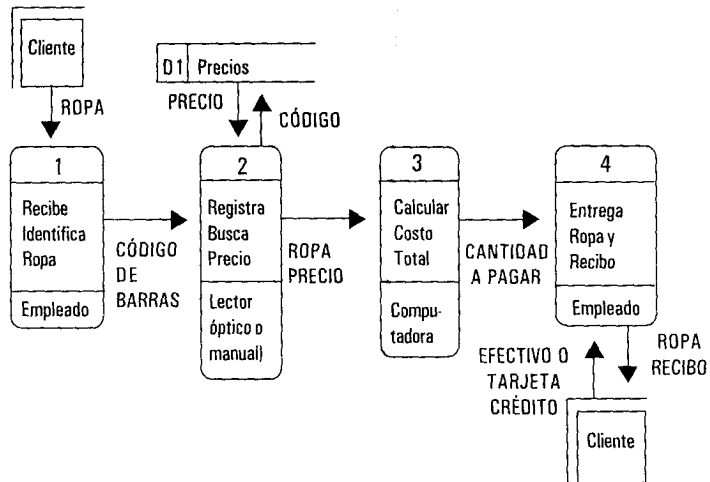 Cliente
ROPA
D1 Precios
PRECIO
CÓDIGO
1
Recibe
Identifica
Ropa
Empleado
CÓDIGO
DE
BARRAS
2
Registra
Busca
Precio
Lector
óptico o
manual)
ROPA
PRECIO
3
Calcular
Costo
Total
Compu-
tadora
CANTIDAD
A PAGAR
4
Entrega
Ropa y
Recibo
Empleado
EFECTIVO O
TARJETA
CRÉDITO
ROPA
RECIBO
Cliente